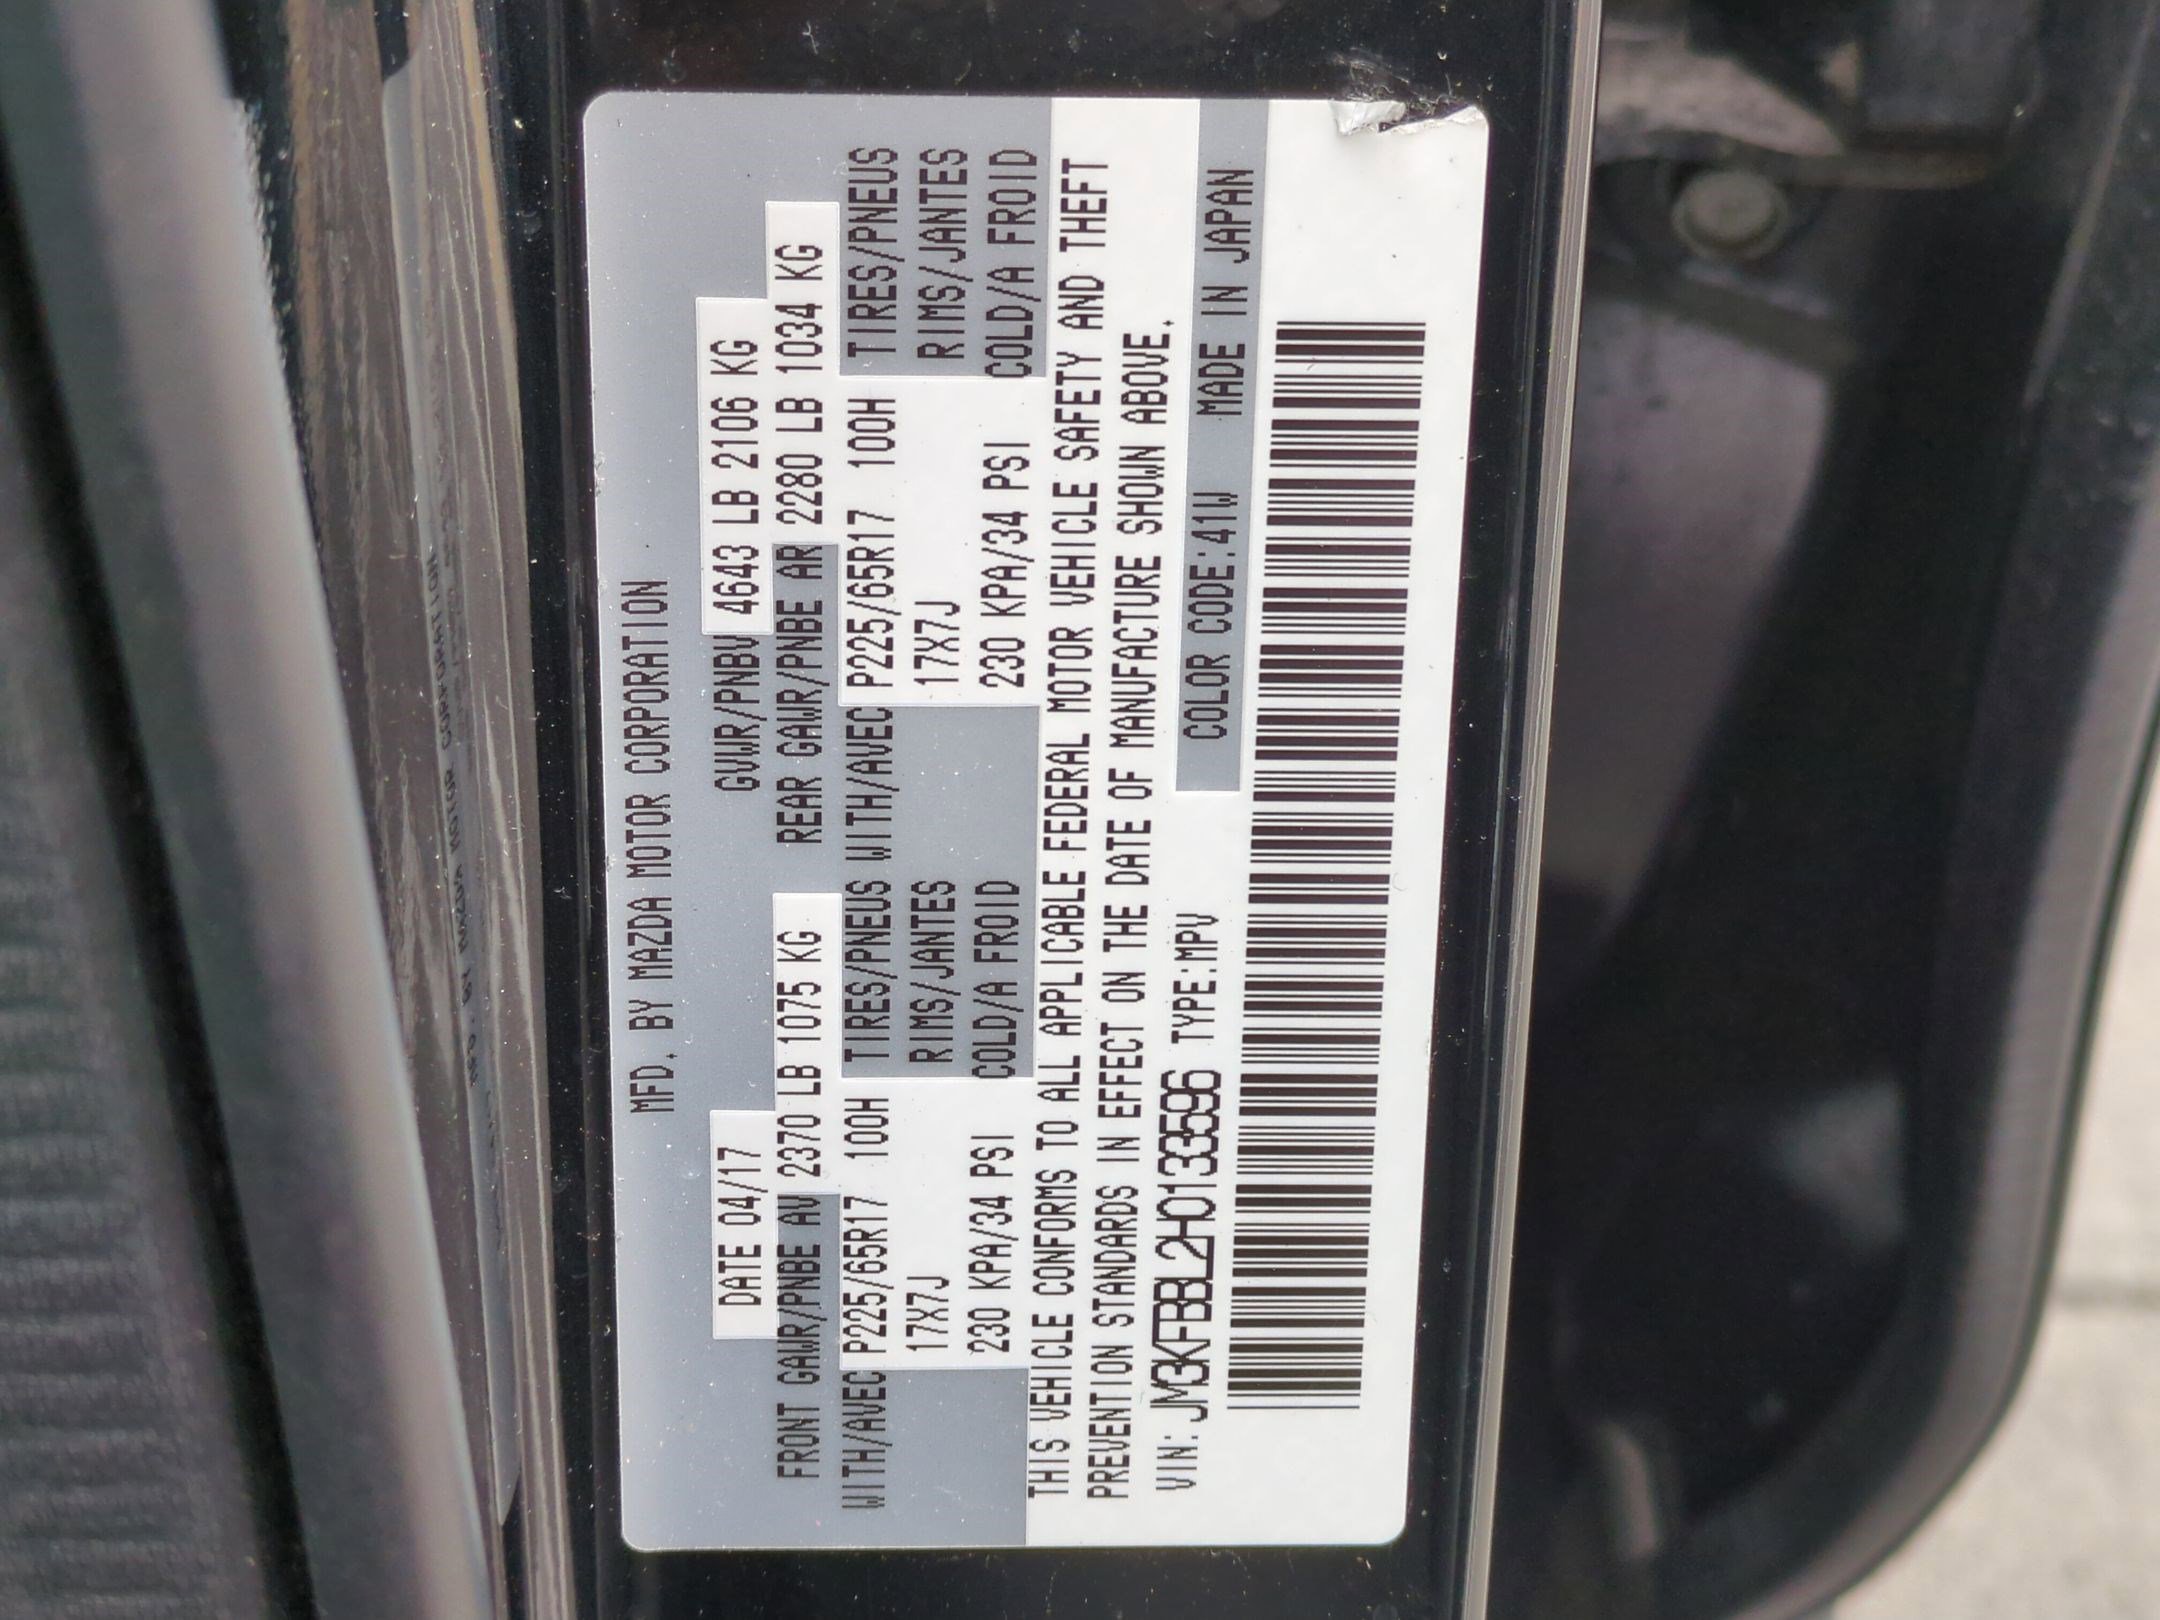 MFD. BY MAZDA MOTOR CORPORATION
DATE 04/17 GVWR/PNBV 4643 LB 2106 KG
FRONT GAWR/PNBE AV 2370 LB 1075 KG REAR GAWR/PNBE AR 2280 LB 1034 KG
WITH/AVEC P225/65R17 100H TIRES/PNEUS WITH/AVEC P225/65R17 100H TIRES/PNEUS
17X7J RIMS/JANTES 17X7J RIMS/JANTES
230 KPA/34 PSI COLD/A FROID 230 KPA/34 PSI COLD/A FROID
THIS VEHICLE CONFORMS TO ALL APPLICABLE FEDERAL MOTOR VEHICLE SAFETY AND THEFT
PREVENTION STANDARDS IN EFFECT ON THE DATE OF MANUFACTURE SHOWN ABOVE.
VIN: JM3KFBBL2H0133596 TYPE:MPV COLOR CODE:41W MADE IN JAPAN